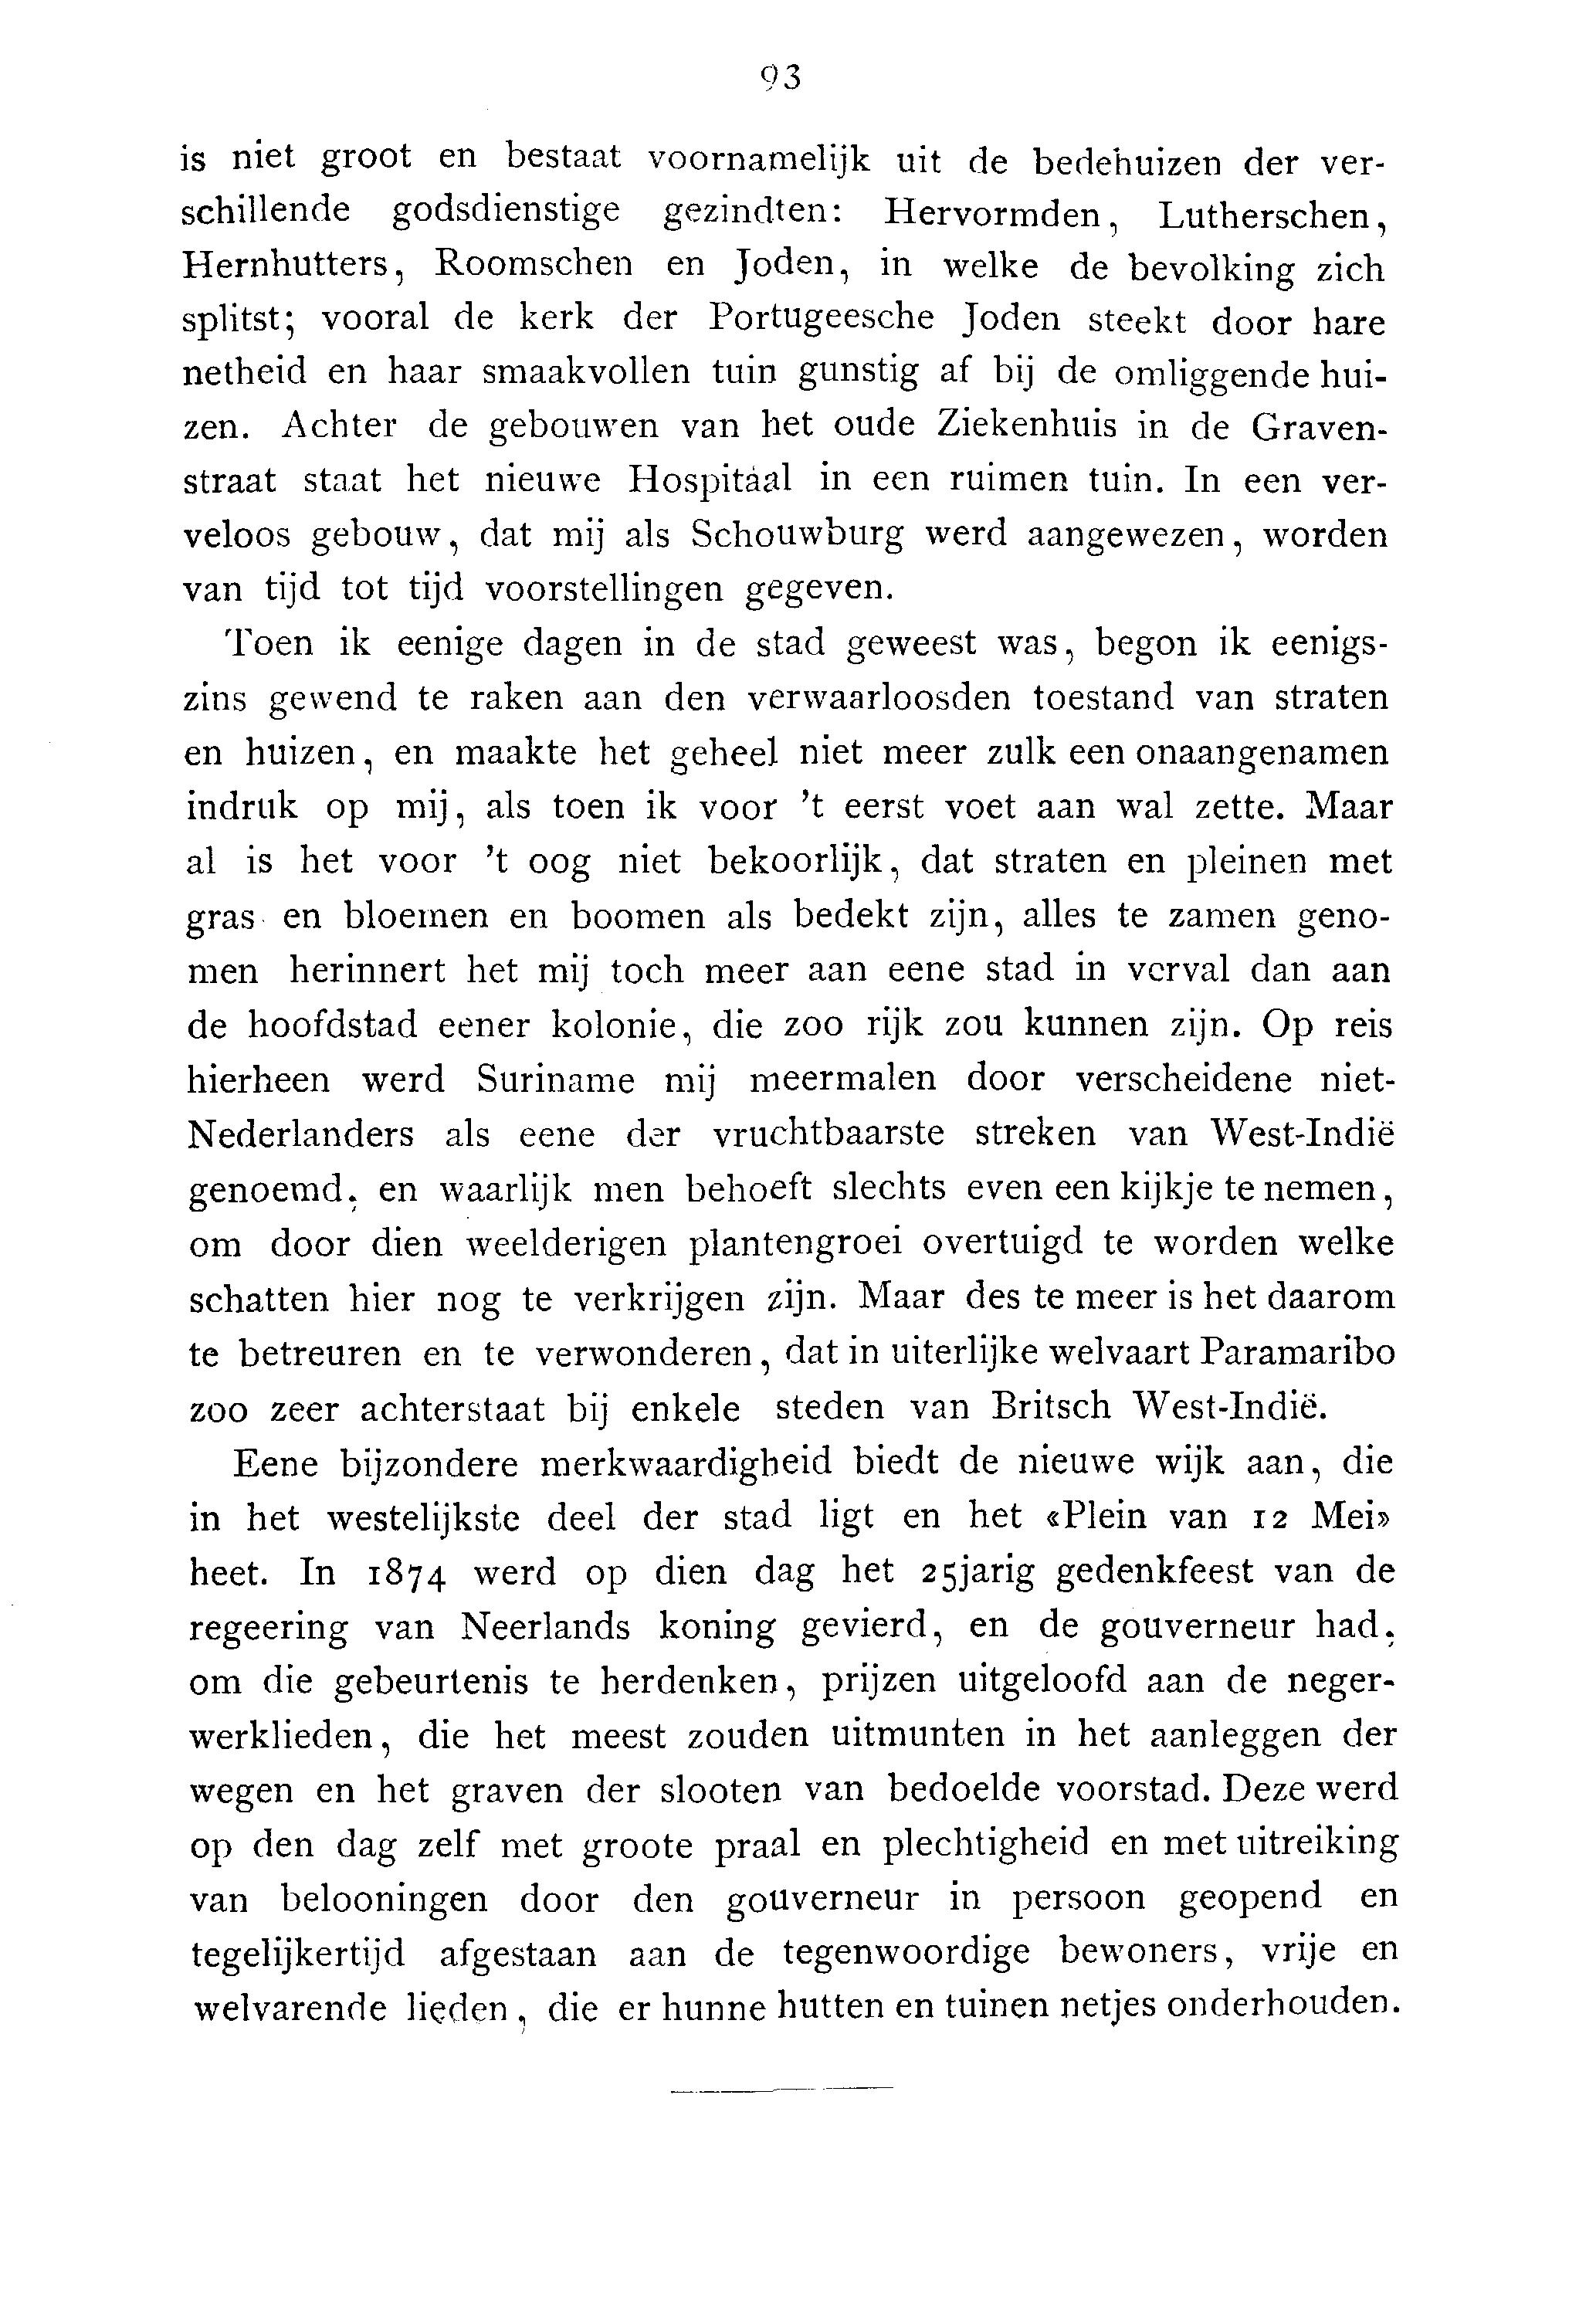 93
is niet groot en bestaat voornamelijk uit de bedehuizen der ver-
schillende godsdienstige gezindten: Hervormden, Lutherschen,
Hernhutters, Roomschen en Joden, in welke de bevolking zich
splitst; vooral de kerk der Portugeesche Joden steekt door hare
netheid en haar smaakvollen tuin gunstig af bij de omliggende hui-
zen. Achter de gebouwen van het oude Ziekenhuis in de Graven-
straat staat het nieuwe Hospitaal in een ruimen tuin. In een ver-
veloos gebouw, dat mij als Schouwburg werd aangewezen, worden
van tijd tot tijd voorstellingen gegeven.
Toen ik eenige dagen in de stad geweest was, begon ik eenigs-
zins gewend te raken aan den verwaarloosden toestand van straten
en huizen, en maakte het geheel niet meer zulk een onaangenamen
indruk op mij, als toen ik voor 't eerst voet aan wal zette. Maar
al is het voor 't oog niet bekoorlijk, dat straten en pleinen met
gras en bloemen en boomen als bedekt zijn, alles te zamen geno-
men herinnert het mij toch meer aan eene stad in verval dan aan
de hoofdstad eener kolonie, die zoo rijk zou kunnen zijn. Op reis
hierheen werd Suriname mij meermalen door verscheidene niet-
Nederlanders als eene der vruchtbaarste streken van West-Indië
genoemd, en waarlijk men behoeft slechts even een kijkje te nemen,
om door dien weelderigen plantengroei overtuigd te worden welke
schatten hier nog te verkrijgen zijn. Maar des te meer is het daarom
te betreuren en te verwonderen, dat in uiterlijke welvaart Paramaribo
zoo zeer achterstaat bij enkele steden van Britsch West-Indië.
Eene bijzondere merkwaardigheid biedt de nieuwe wijk aan, die
in het westelijkste deel der stad ligt en het «Plein van 12 Mei»
heet. In 1874 werd op dien dag het 25jarig gedenkfeest van de
regeering van Neerlands koning gevierd, en de gouverneur had,
om die gebeurtenis te herdenken, prijzen uitgeloofd aan de neger-
werklieden, die het meest zouden uitmunten in het aanleggen der
wegen en het graven der slooten van bedoelde voorstad. Deze werd
op den dag zelf met groote praal en plechtigheid en met uitreiking
van belooningen door den gouverneur in persoon geopend en
tegelijkertijd afgestaan aan de tegenwoordige bewoners, vrije en
welvarende lieden, die er hunne hutten en tuinen netjes onderhouden.